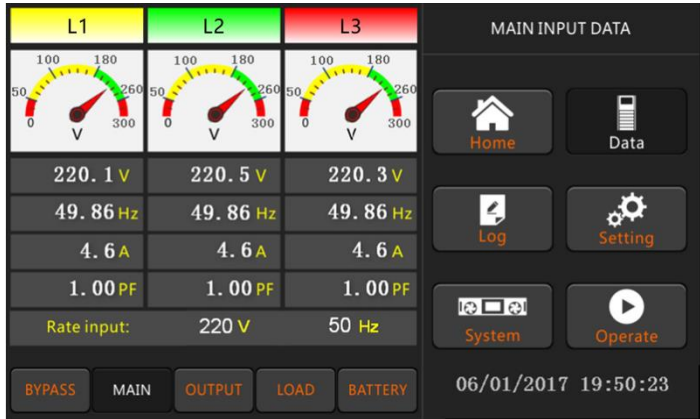 L1 L2 L3
MAIN INPUT DATA
100 180 100 180 100 180
50 260 50 260 50 260
0 300 0 300 0 300
V V V
220.1 V 220.5 V 220.3 V
49.86 Hz 49.86 Hz 49.86 Hz
4.6 A 4.6 A 4.6 A
1.00 PF 1.00 PF 1.00 PF
Rate input: 220 V 50 Hz
BYPASS MAIN OUTPUT LOAD BATTERY
Home Data
Log Setting
System Operate
06/01/2017 19:50:23